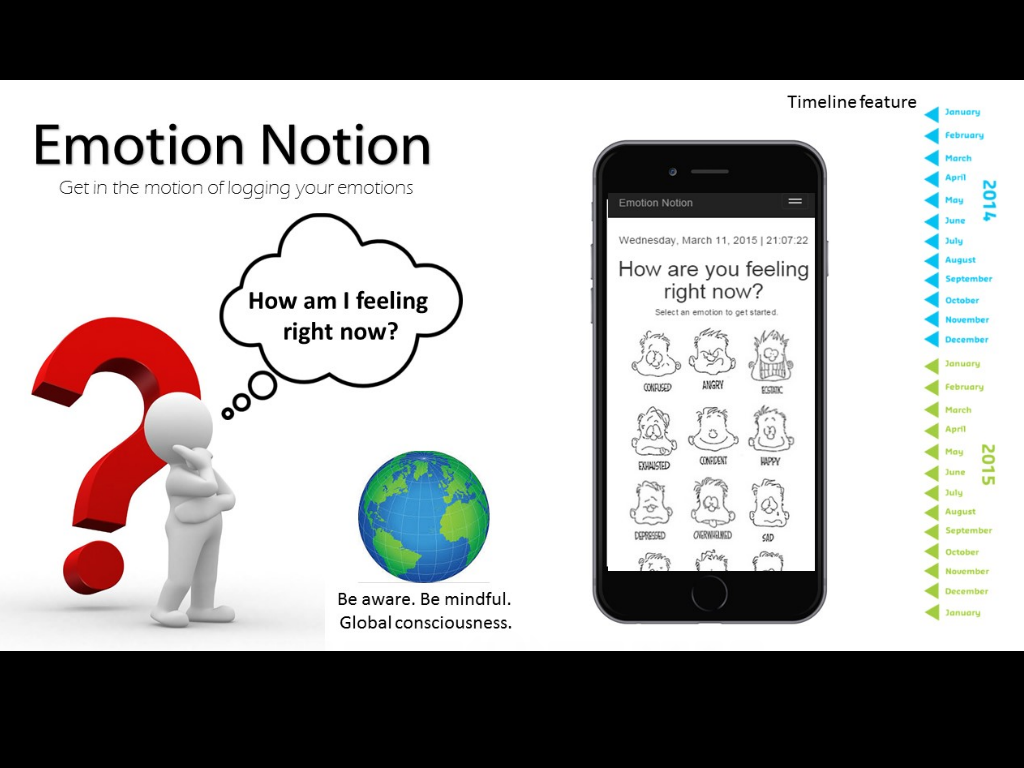 Emotion Notion
Get in the motion of logging your emotions
How am I feeling
right now?
Be aware. Be mindful.
Global consciousness.
Emotion Notion
Wednesday, March 11, 2015 | 21:07:22
How are you feeling
right now?
Select an emotion to get started.
CONFUSED
ANGRY
ECSTATIC
EXHAUSTED
CONFIDENT
HAPPY
DEPRESSED
OVERWHELMED
SAD
Timeline feature
January
February
March
April
May
June
July
August
September
October
November
December
2014
January
February
March
April
May
June
July
August
September
October
November
December
January
2015